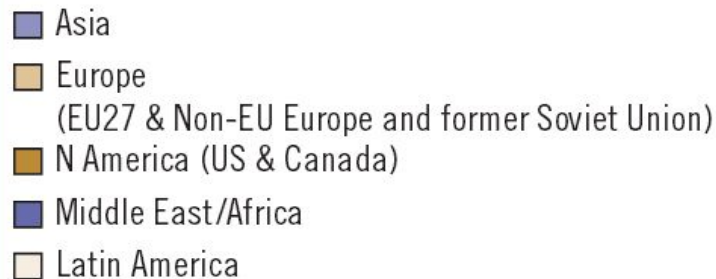 Asia
Europe
(EU27 & Non-EU Europe and former Soviet Union)
N America (US & Canada)
Middle East/Africa
Latin America